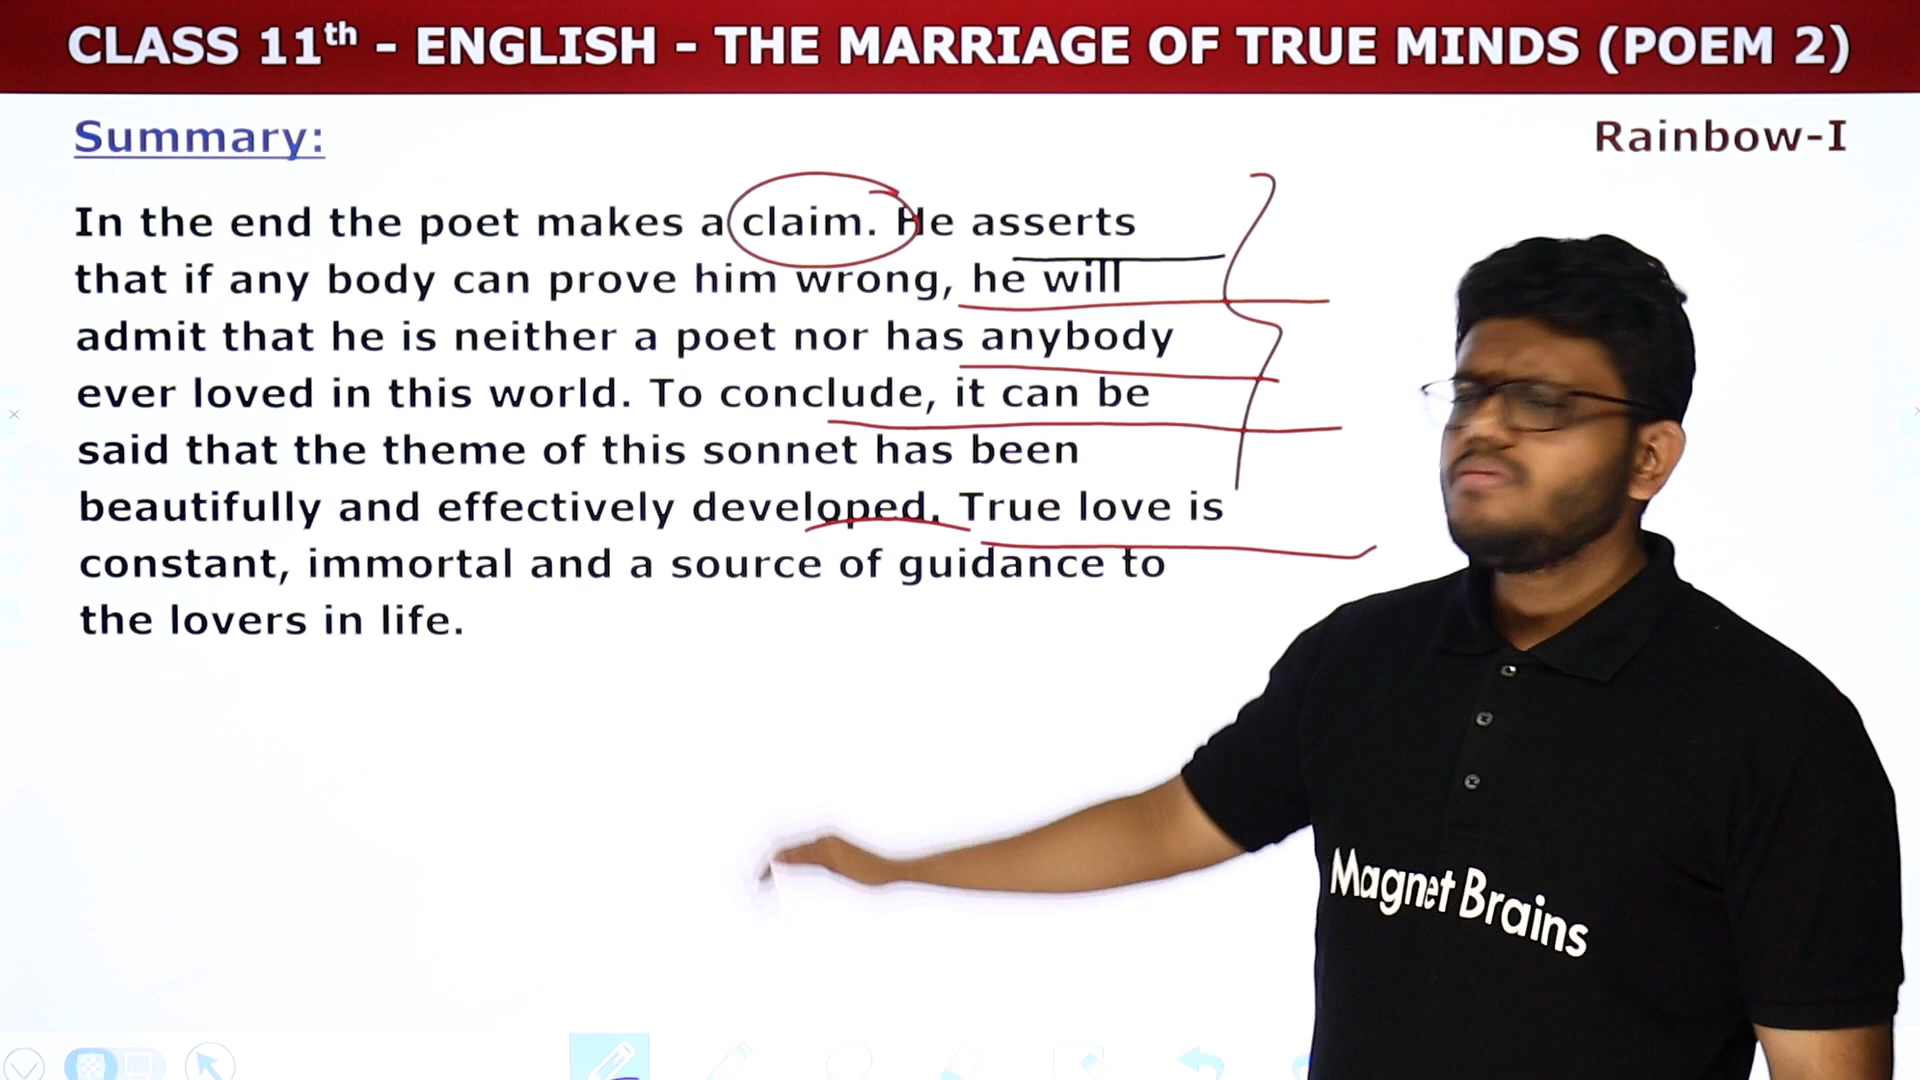 CLASS 11th - ENGLISH - THE MARRIAGE OF TRUE MINDS (POEM 2)
Summary:
Rainbow-I
In the end the poet makes a claim. He asserts
that if any body can prove him wrong, he will
admit that he is neither a poet nor has anybody
ever loved in this world. To conclude, it can be
said that the theme of this sonnet has been
beautifully and effectively developed. True love is
constant, immortal and a source of guidance to
the lovers in life.
Magnet Brains